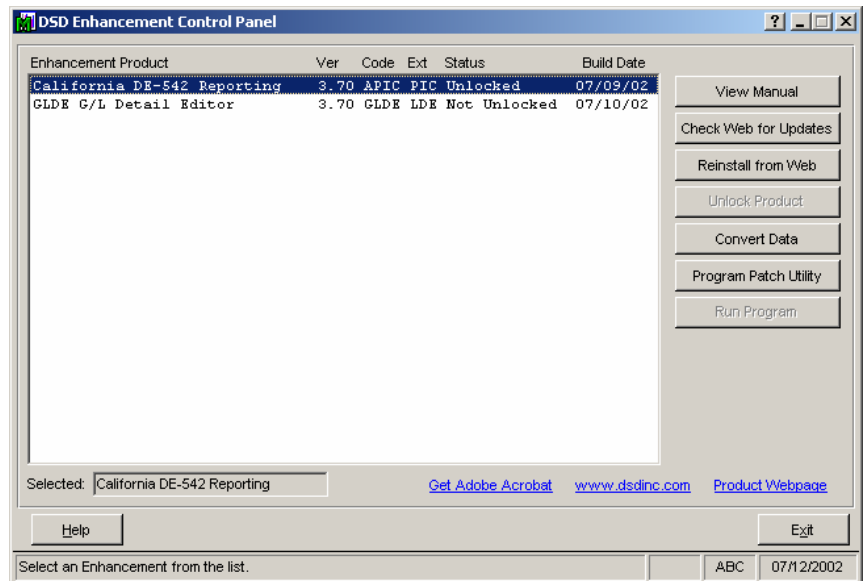 DSD Enhancement Control Panel
Enhancement Product Ver Code Ext Status Build Date
California DE-542 Reporting 3.70 APIC PIC Unlocked 07/09/02
GLDE G/L Detail Editor 3.70 GLDE LDE Not Unlocked 07/10/02
View Manual
Check Web for Updates
Reinstall from Web
Unlock Product
Convert Data
Program Patch Utility
Run Program
Selected: California DE-542 Reporting Get Adobe Acrobat www.dsdinc.com Product Webpage
Help Exit
Select an Enhancement from the list. ABC 07/12/2002